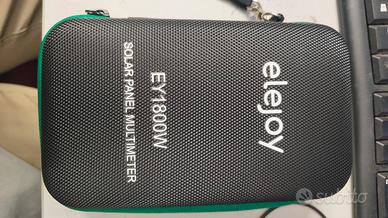 elejoy
EY1800W
SOLAR PANEL MULTIMETER
subito